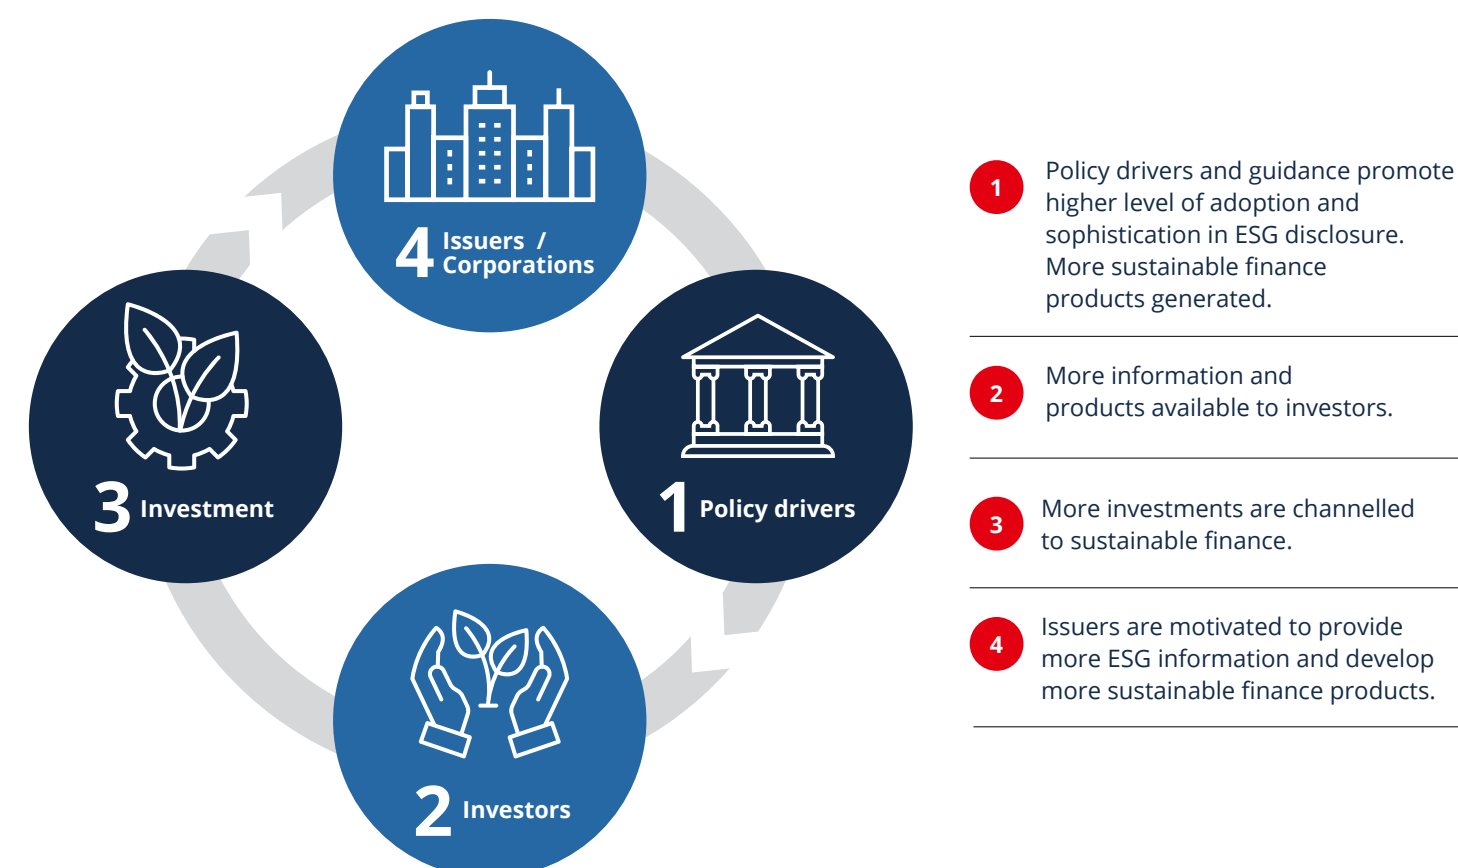 4 Issuers /
Corporations
3 Investment
1 Policy drivers
2 Investors
1
Policy drivers and guidance promote
higher level of adoption and
sophistication in ESG disclosure.
More sustainable finance
products generated.
2
More information and
products available to investors.
3
More investments are channelled
to sustainable finance.
4
Issuers are motivated to provide
more ESG information and develop
more sustainable finance products.